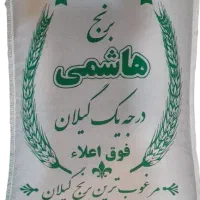 برنج
هاشمی
درجه یک گیلان
فوق اعلاء
مرغوب ترین برنج گیلان